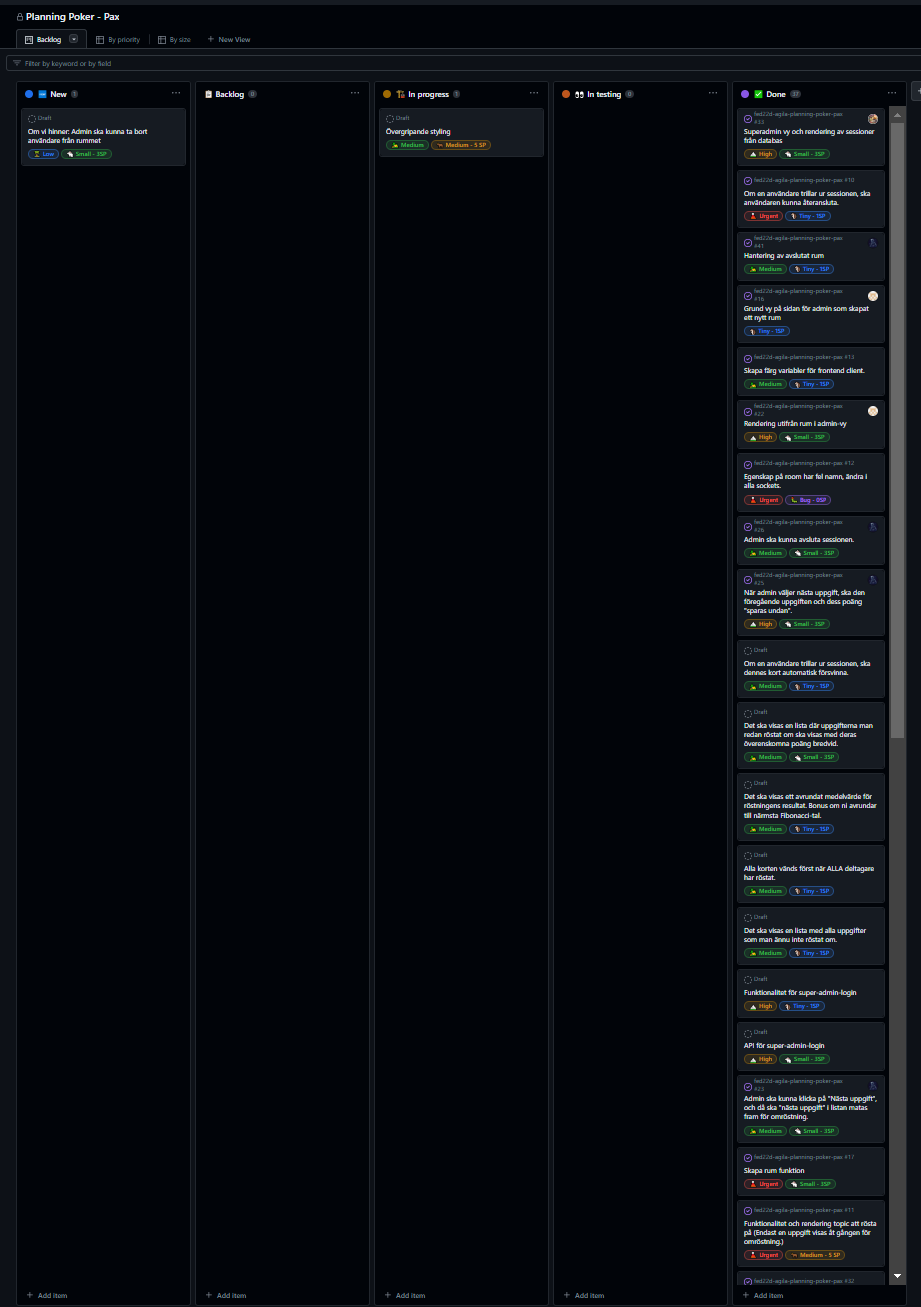 Planning Poker - Pax
Backlog
By priority
By size
New View
Filter by keyword or by field
New 1
Om vi hinner: Admin ska kunna ta bort
användare från rummet
Draft
Low
Small - 3SP
Add item
Backlog 0
Add item
In progress 1
Draft
Övergripande styling
Medium
Medium - 5 SP
Add item
In testing 0
Add item
Done 37
fed22d-agila-planning-poker-pax
#33
Superadmin vy och rendering av sessioner
från databas
High
Small - 3SP
fed22d-agila-planning-poker-pax #10
Om en användare trillar ur sessionen, ska
användaren kunna återansluta.
Urgent
Tiny - 1SP
fed22d-agila-planning-poker-pax
#41
Hantering av avslutat rum
Medium
Tiny - 1SP
fed22d-agila-planning-poker-pax
#16
Grund vy på sidan för admin som skapat
ett nytt rum
Tiny - 1SP
fed22d-agila-planning-poker-pax #13
Skapa färg variabler för frontend client.
Medium
Tiny - 1SP
fed22d-agila-planning-poker-pax
#22
Rendering utifrån rum i admin-vy
High
Small - 3SP
fed22d-agila-planning-poker-pax #12
Egenskap på room har fel namn, ändra i
alla sockets.
Urgent
Bug - 0SP
fed22d-agila-planning-poker-pax
#26
Admin ska kunna avsluta sessionen.
Medium
Small - 3SP
fed22d-agila-planning-poker-pax
#25
När admin väljer nästa uppgift, ska den
föregående uppgiften och dess poäng
"sparas undan".
High
Small - 3SP
Draft
Om en användare trillar ur sessionen, ska
dennes kort automatisk försvinna.
Medium
Tiny - 1SP
Draft
Det ska visas en lista där uppgifterna man
redan röstat om ska visas med deras
överenskomna poäng bredvid.
Medium
Small - 3SP
Draft
Det ska visas ett avrundat medelvärde för
röstningens resultat. Bonus om ni avrundar
till närmsta Fibonacci-tal.
Medium
Tiny - 1SP
Draft
Alla korten vänds först när ALLA deltagare
har röstat.
Medium
Tiny - 1SP
Draft
Det ska visas en lista med alla uppgifter
som man ännu inte röstat om.
Medium
Tiny - 1SP
Draft
Funktionalitet för super-admin-login
High
Tiny - 1SP
Draft
API för super-admin-login
High
Small - 3SP
fed22d-agila-planning-poker-pax
#23
Admin ska kunna klicka på "Nästa uppgift",
och då ska "nästa uppgift" i listan matas
fram för omröstning.
Medium
Small - 3SP
fed22d-agila-planning-poker-pax #17
Skapa rum funktion
Urgent
Small - 3SP
fed22d-agila-planning-poker-pax #11
Funktionalitet och rendering topic att rösta
på (Endast en uppgift visas åt gången för
omröstning.)
Urgent
Medium - 5 SP
fed22d-agila-planning-poker-pax #32
Add item